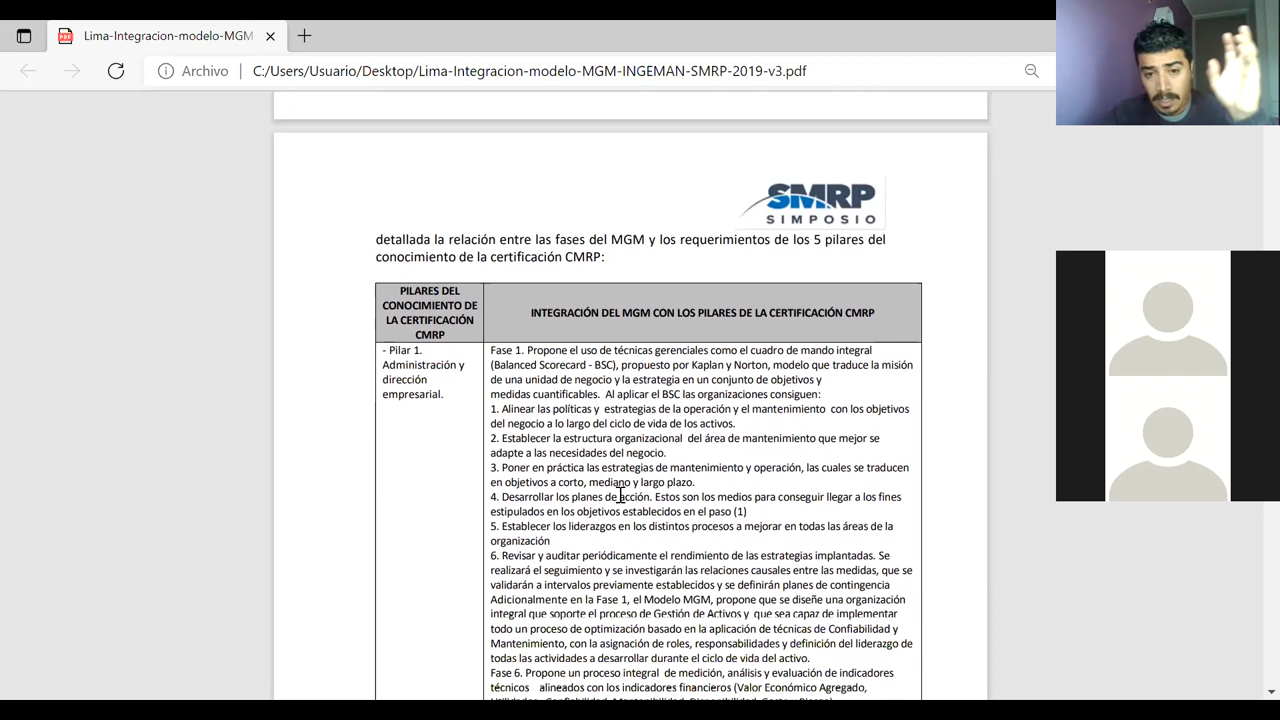 Lima-Integracion-modelo-MGM
Archivo
C:/Users/Usuario/Desktop/Lima-Integracion-modelo-MGM-INGEMAN-SMRP-2019-v3.pdf
SMRP
SIMPOSIO
detallada la relación entre las fases del MGM y los requerimientos de los 5 pilares del
conocimiento de la certificación CMRP:
PILARES DEL
CONOCIMIENTO DE
LA CERTIFICACIÓN
CMRP
INTEGRACIÓN DEL MGM CON LOS PILARES DE LA CERTIFICACIÓN CMRP
- Pilar 1.
Administración y
dirección
empresarial.
Fase 1. Propone el uso de técnicas gerenciales como el cuadro de mando integral
(Balanced Scorecard - BSC), propuesto por Kaplan y Norton, modelo que traduce la misión
de una unidad de negocio y la estrategia en un conjunto de objetivos y
medidas cuantificables. Al aplicar el BSC las organizaciones consiguen:
1. Alinear las políticas y estrategias de la operación y el mantenimiento con los objetivos
del negocio a lo largo del ciclo de vida de los activos.
2. Establecer la estructura organizacional del área de mantenimiento que mejor se
adapte a las necesidades del negocio.
3. Poner en práctica las estrategias de mantenimiento y operación, las cuales se traducen
en objetivos a corto, mediano y largo plazo.
4. Desarrollar los planes de acción. Estos son los medios para conseguir llegar a los fines
estipulados en los objetivos establecidos en el paso (1)
5. Establecer los liderazgos en los distintos procesos a mejorar en todas las áreas de la
organización
6. Revisar y auditar periódicamente el rendimiento de las estrategias implantadas. Se
realizará el seguimiento y se investigarán las relaciones causales entre las medidas, que se
validarán a intervalos previamente establecidos y se definirán planes de contingencia
Adicionalmente en la Fase 1, el Modelo MGM, propone que se diseñe una organización
integral que soporte el proceso de Gestión de Activos y que sea capaz de implementar
todo un proceso de optimización basado en la aplicación de técnicas de Confiabilidad y
Mantenimiento, con la asignación de roles, responsabilidades y definición del liderazgo de
todas las actividades a desarrollar durante el ciclo de vida del activo.
Fase 6. Propone un proceso integral de medición, análisis y evaluación de indicadores
técnicos alineados con los indicadores financieros (Valor Económico Agregado,